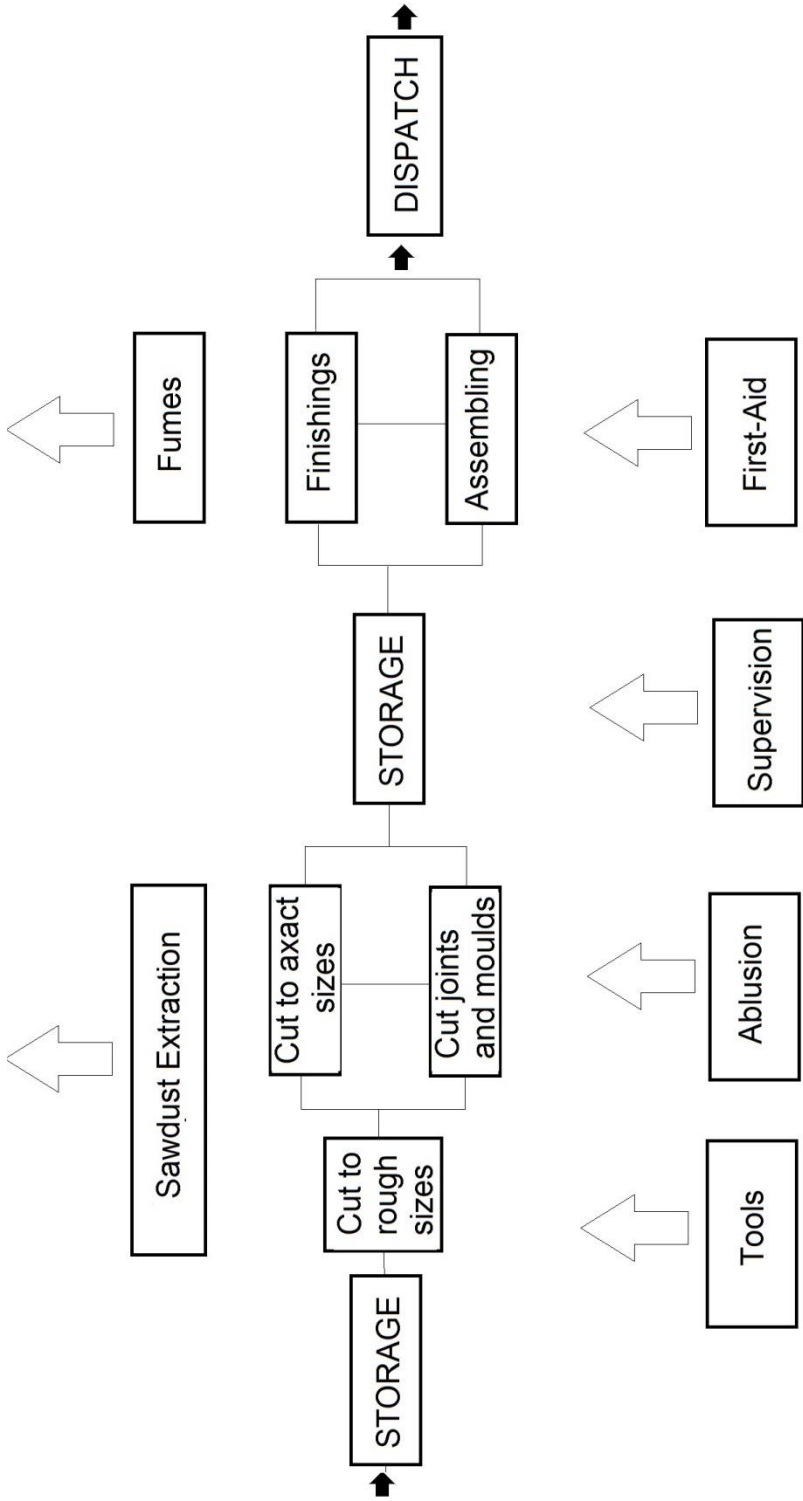 Sawdust Extraction
Fumes
STORAGE
Cut to
rough
sizes
Cut to axact
sizes
Cut joints
and moulds
STORAGE
Finishings
Assembling
DISPATCH
Tools
Ablusion
Supervision
First-Aid